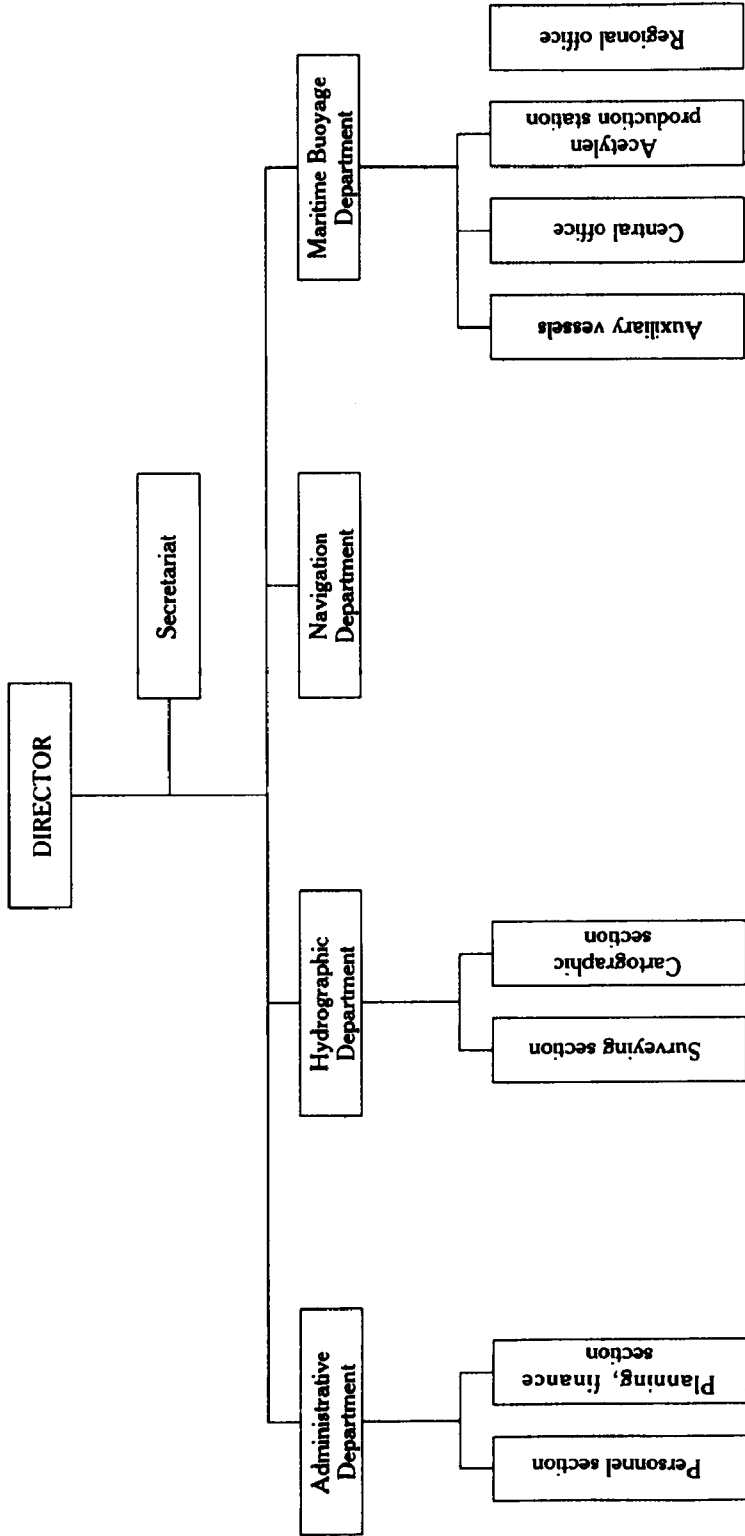 DIRECTOR
Secretariat
Administrative
Department
Hydrographic
Department
Navigation
Department
Maritime Buoyage
Department
Personnel section
Planning, finance
section
Surveying section
Cartographic
section
Auxiliary vessels
Central office
Acetylen
production station
Regional office